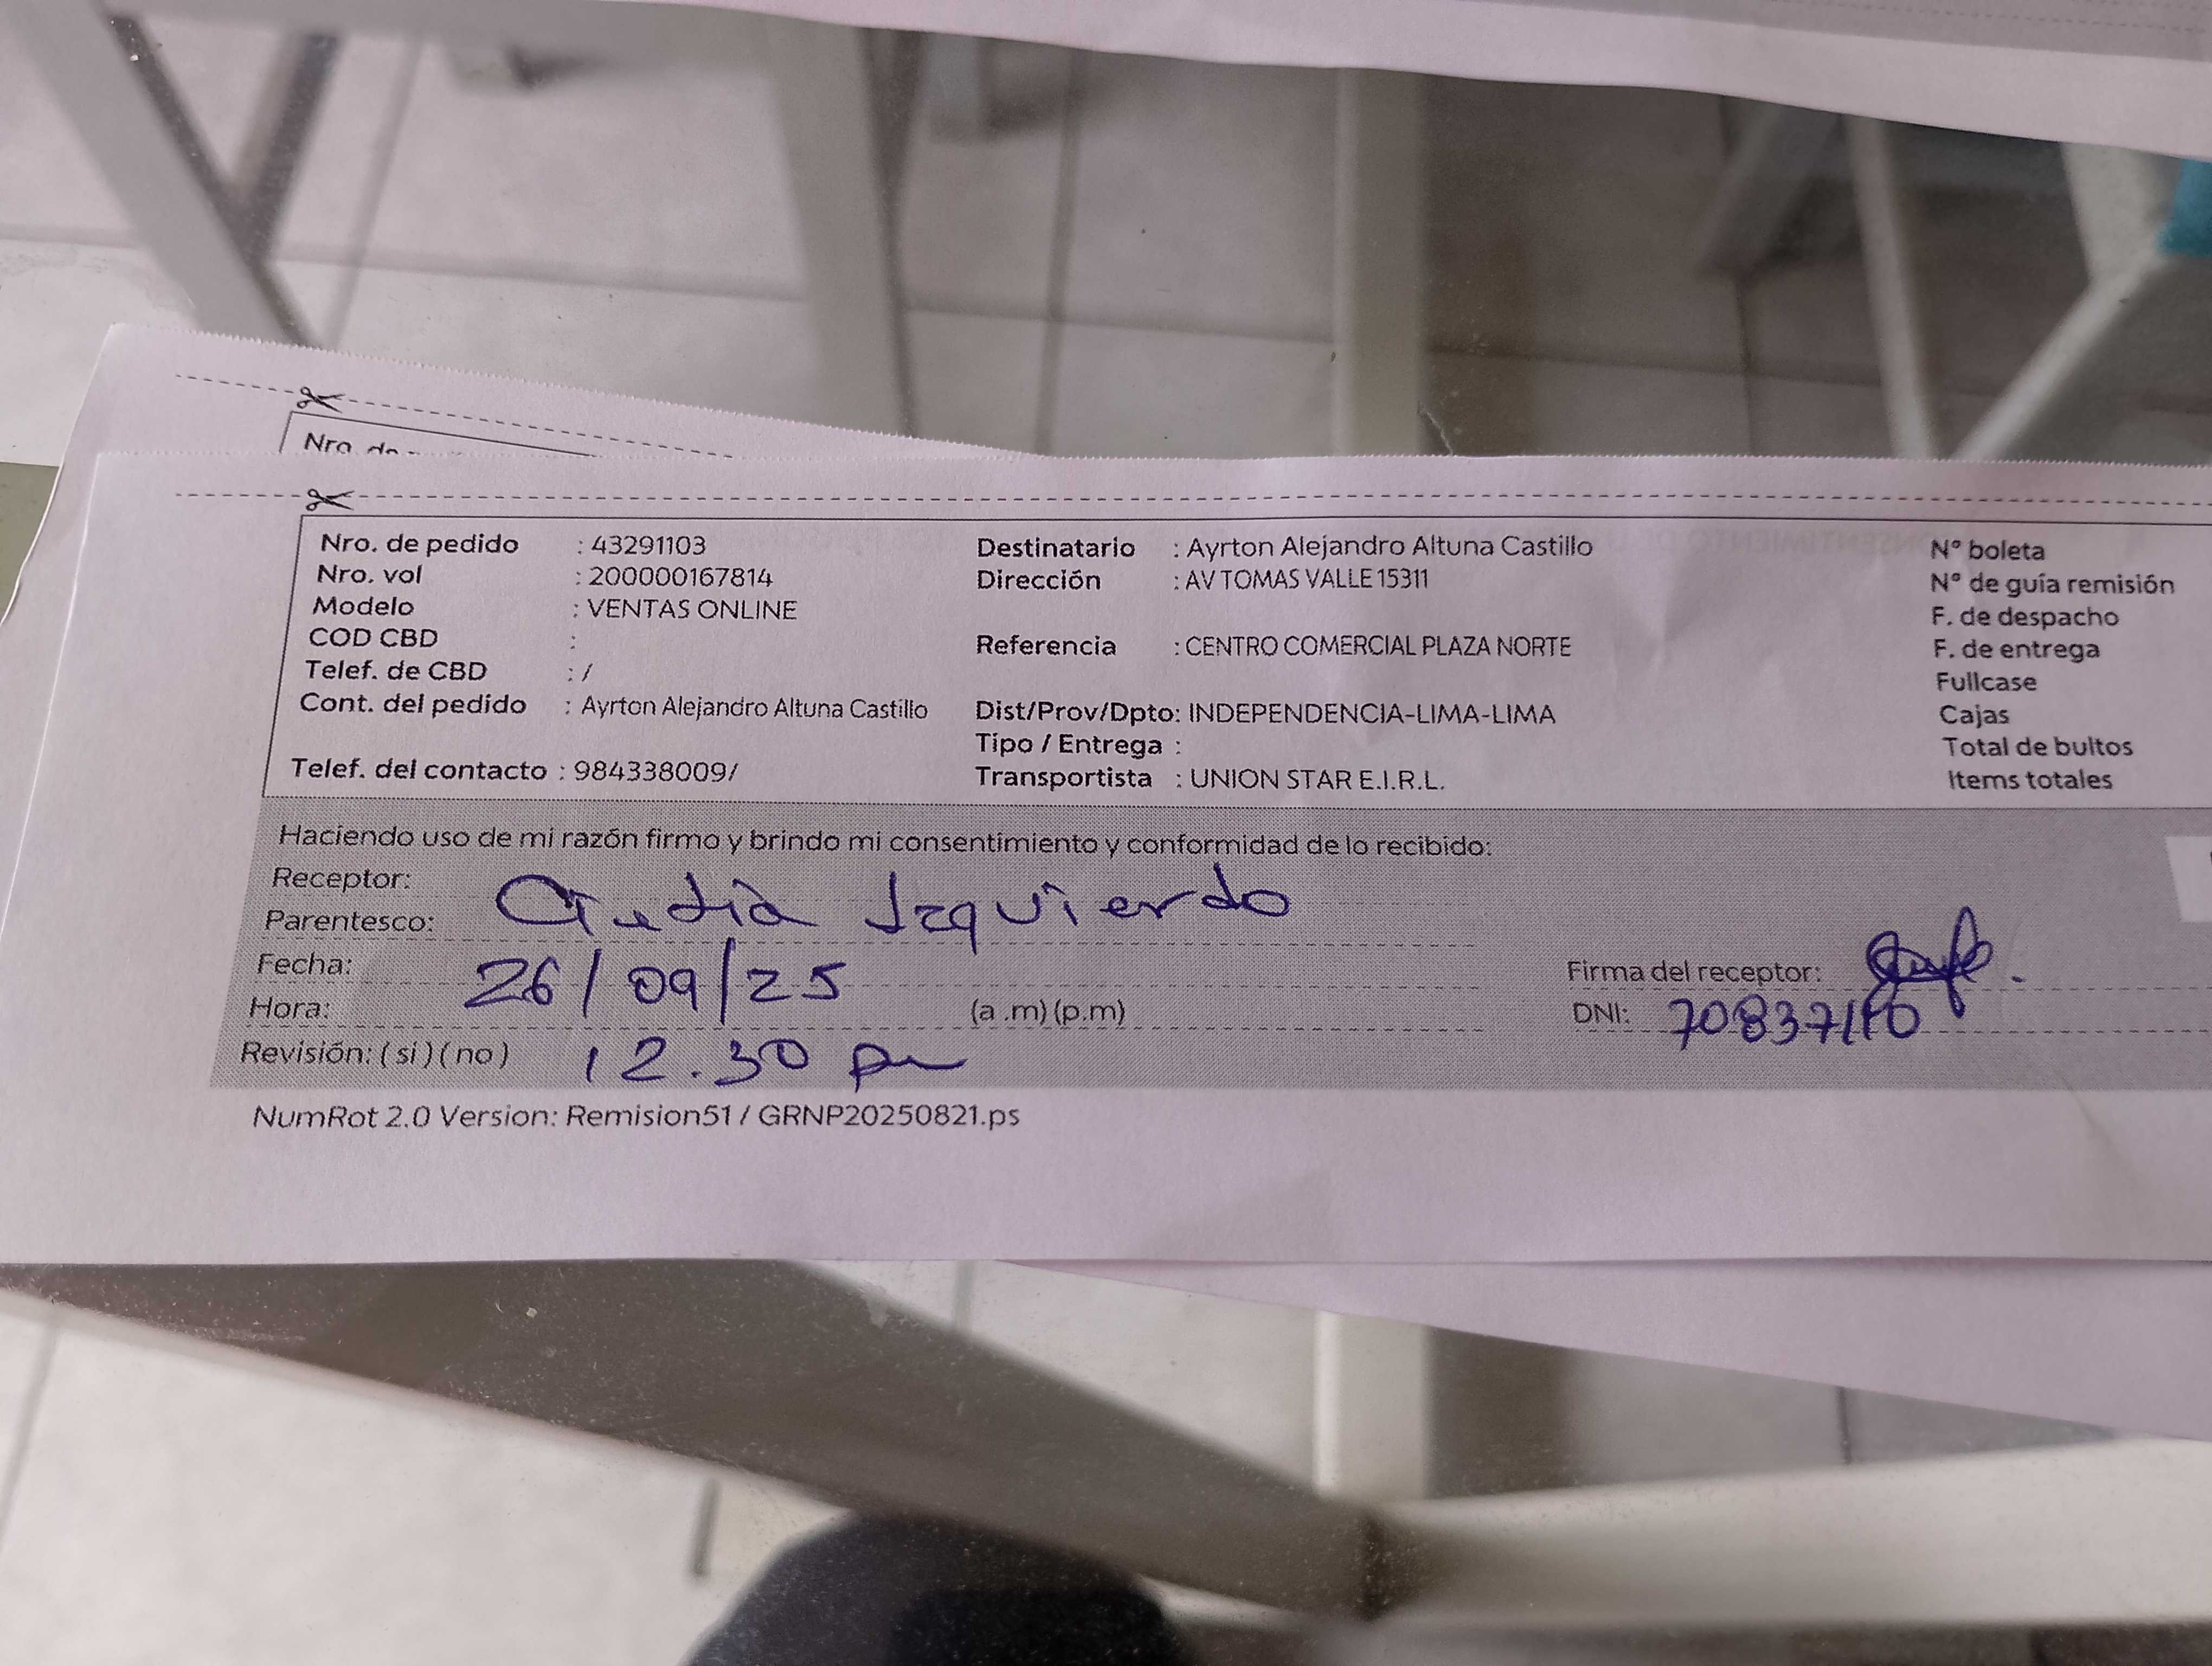 Nro. de
Nro. de pedido : 43291103
Nro. vol : 200000167814
Modelo : VENTAS ONLINE
COD CBD :
Telef. de CBD : /
Cont. del pedido : Ayrton Alejandro Altuna Castillo
Telef. del contacto : 984338009/
Destinatario : Ayrton Alejandro Altuna Castillo
Dirección : AV TOMAS VALLE 15311
Referencia : CENTRO COMERCIAL PLAZA NORTE
Dist/Prov/Dpto: INDEPENDENCIA-LIMA-LIMA
Tipo / Entrega :
Transportista : UNION STAR E.I.R.L.
N° boleta
N° de guía remisión
F. de despacho
F. de entrega
Fullcase
Cajas
Total de bultos
Items totales
Haciendo uso de mi razón firmo y brindo mi consentimiento y conformidad de lo recibido:
Receptor:
Parentesco: Izquierdo
Fecha: 26/09/25
Hora: (a .m) (p.m)
Revisión: ( si ) ( no ) 12.30 pm
Firma del receptor:
DNI:
NumRot 2.0 Version: Remision51 / GRNP20250821.ps